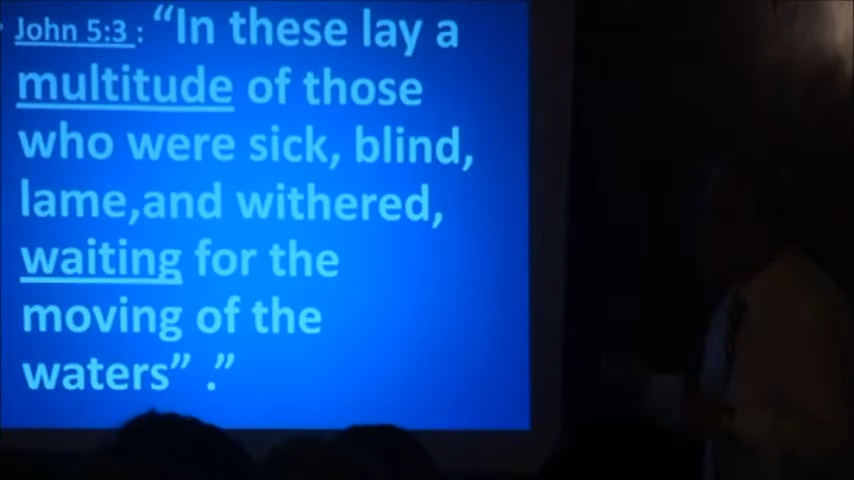 John 5:3 : “In these lay a
multitude of those
who were sick, blind,
lame,and withered,
waiting for the
moving of the
waters” .”